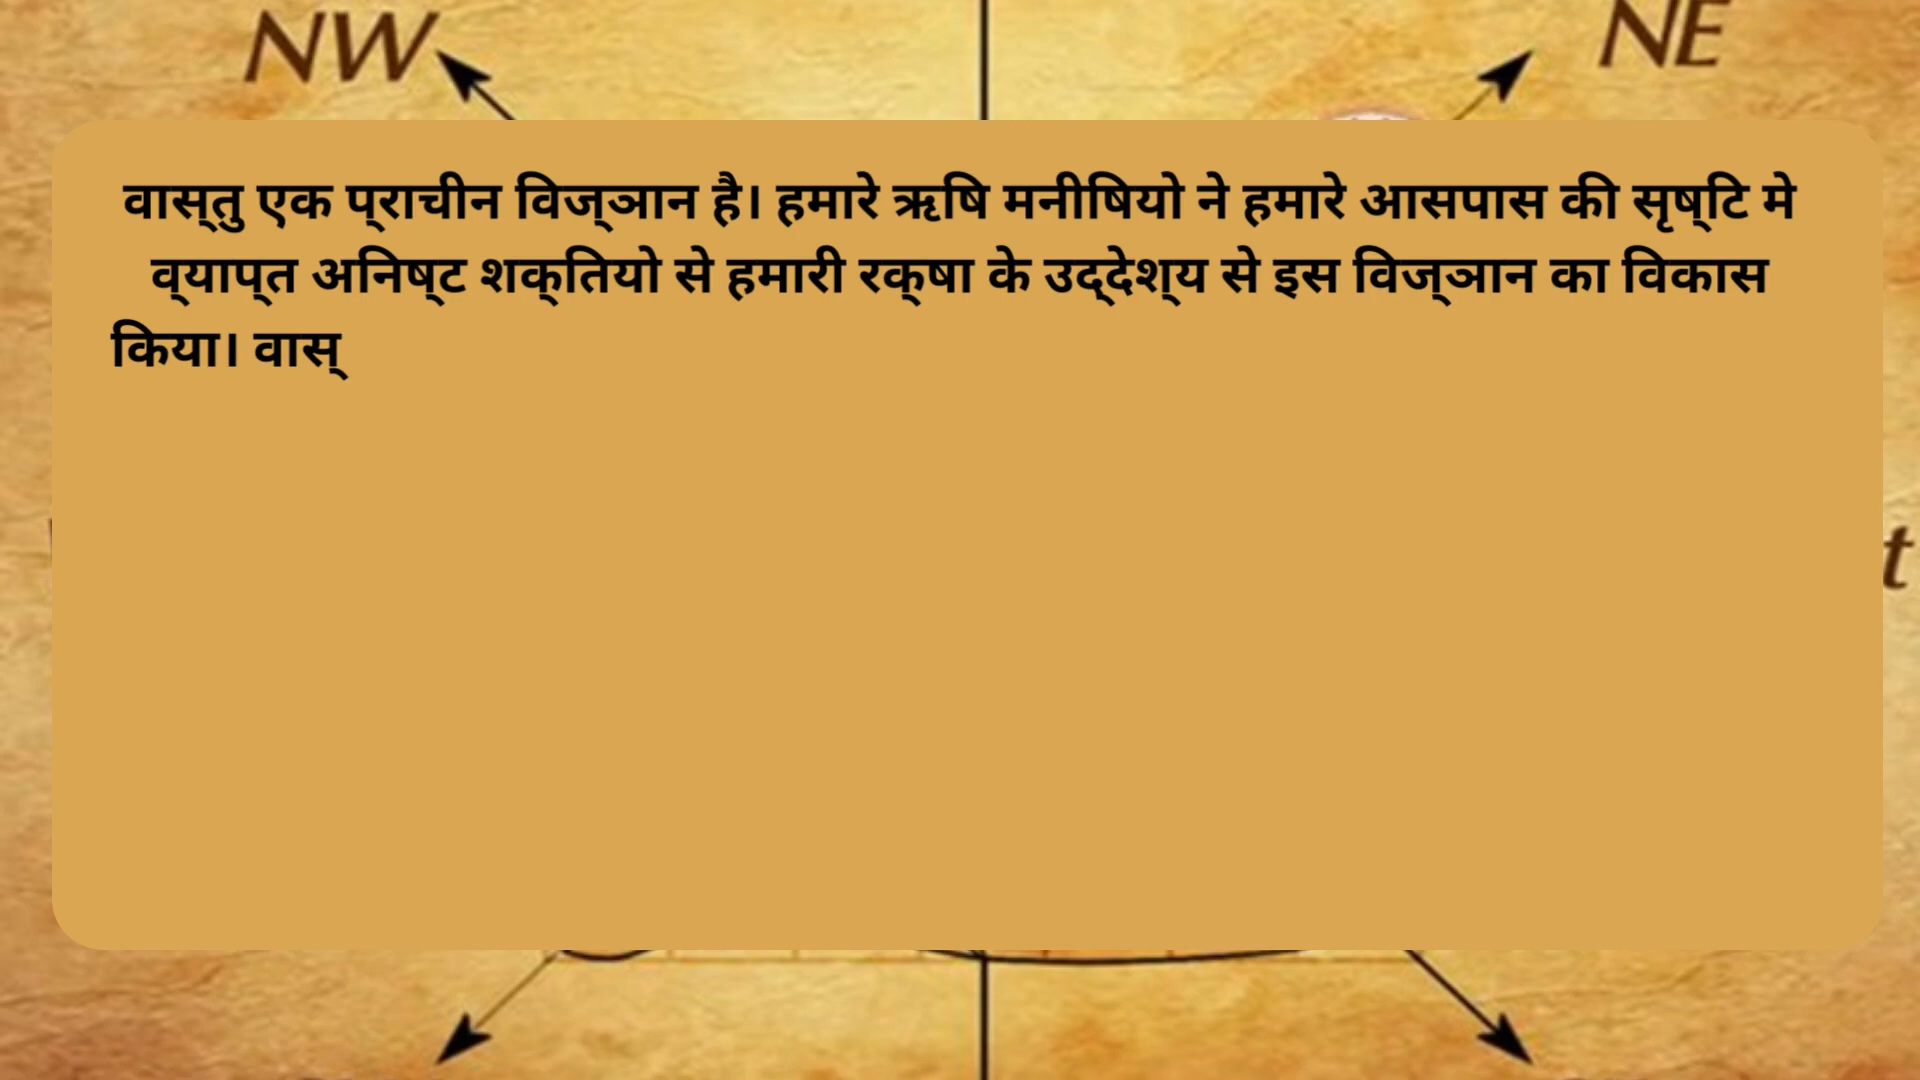 NW
NE
वास्तु एक प्राचीन विज्ञान है। हमारे ऋषि मनीषियो ने हमारे आसपास की सृष्टि मे
व्याप्त अनिष्ट शक्तियो से हमारी रक्षा के उद्देश्य से इस विज्ञान का विकास
किया। वास्
t